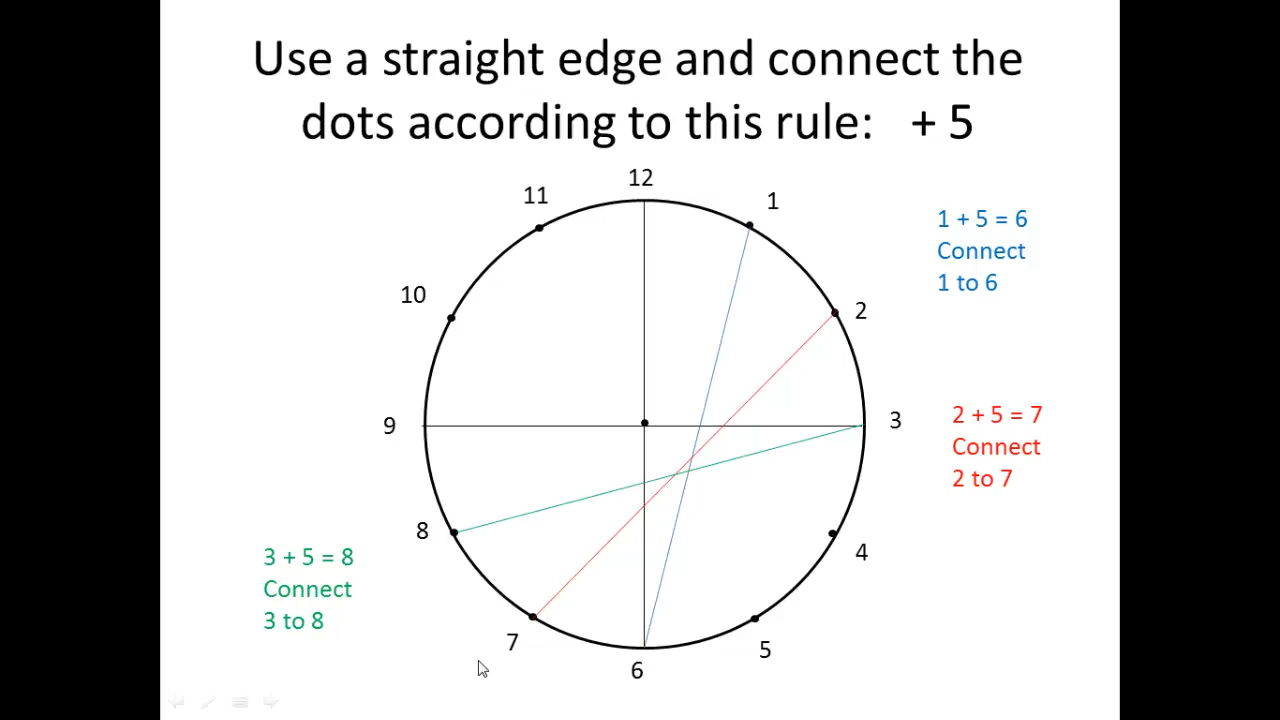 Use a straight edge and connect the
dots according to this rule: + 5
12
11
1
10
2
9
3
8
4
7
5
6
1 + 5 = 6
Connect
1 to 6
2 + 5 = 7
Connect
2 to 7
3 + 5 = 8
Connect
3 to 8